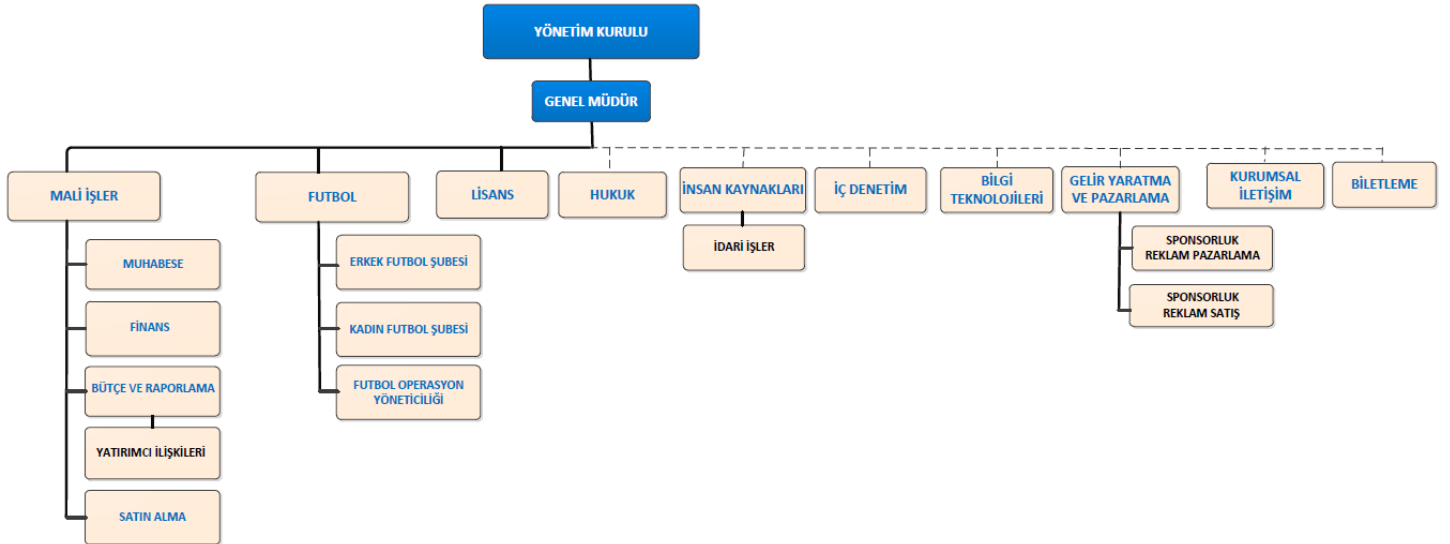 YÖNETİM KURULU
GENEL MÜDÜR
MALİ İŞLER
FUTBOL
LİSANS
HUKUK
İNSAN KAYNAKLARI
İÇ DENETİM
BİLGİ
TEKNOLOJİLERİ
GELİR YARATMA
VE PAZARLAMA
KURUMSAL
İLETİŞİM
BİLETLEME
MUHABESE
FİNANS
BÜTÇE VE RAPORLAMA
YATIRIMCI İLİŞKİLERİ
SATIN ALMA
ERKEK FUTBOL ŞUBESİ
KADIN FUTBOL ŞUBESİ
FUTBOL OPERASYON
YÖNETİCİLİĞİ
İDARİ İŞLER
SPONSORLUK
REKLAM PAZARLAMA
SPONSORLUK
REKLAM SATIŞ